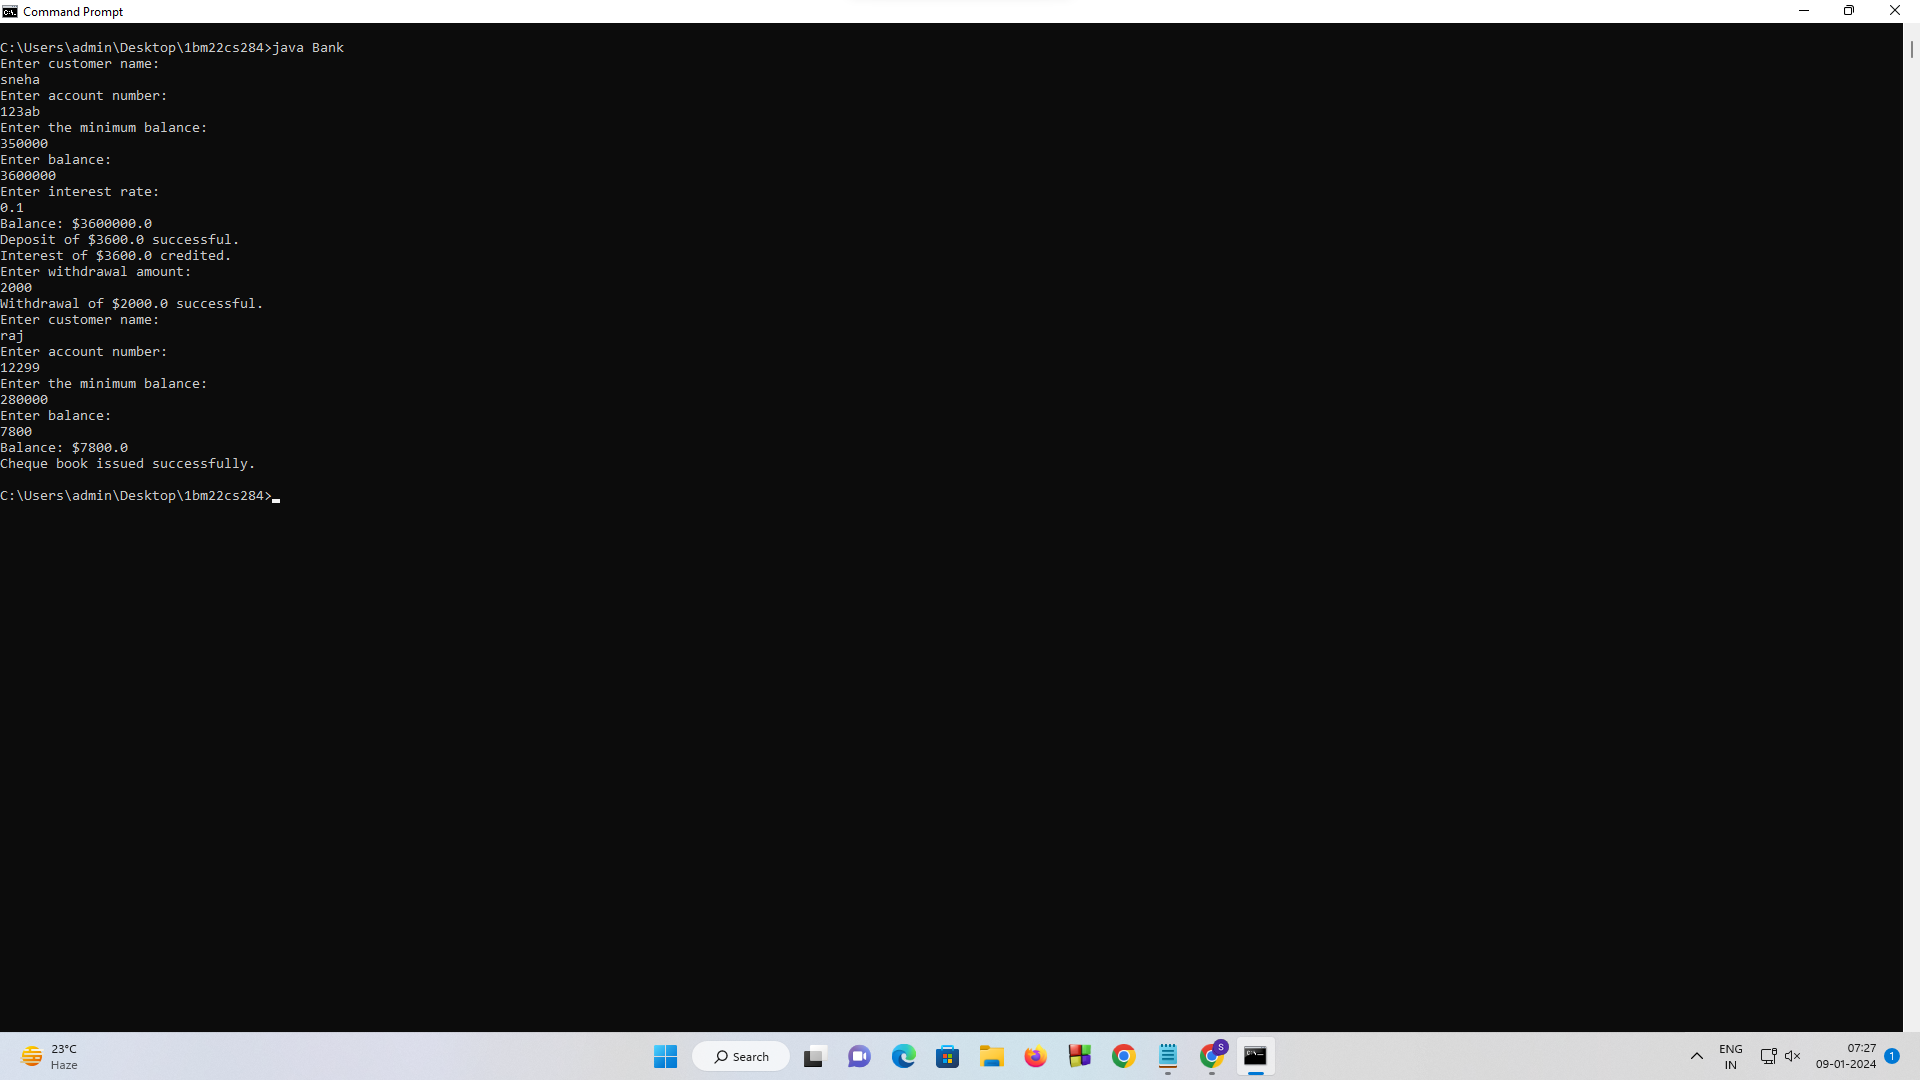 Command Prompt
C:\Users\admin\Desktop\1bm22cs284>java Bank
Enter customer name:
sneha
Enter account number:
123ab
Enter the minimum balance:
350000
Enter balance:
3600000
Enter interest rate:
0.1
Balance: $3600000.0
Deposit of $3600.0 successful.
Interest of $3600.0 credited.
Enter withdrawal amount:
2000
Withdrawal of $2000.0 successful.
Enter customer name:
raj
Enter account number:
12299
Enter the minimum balance:
280000
Enter balance:
7800
Balance: $7800.0
Cheque book issued successfully.
C:\Users\admin\Desktop\1bm22cs284>
23°C
Haze
Search
S
ENG
IN
07:27
09-01-2024
1